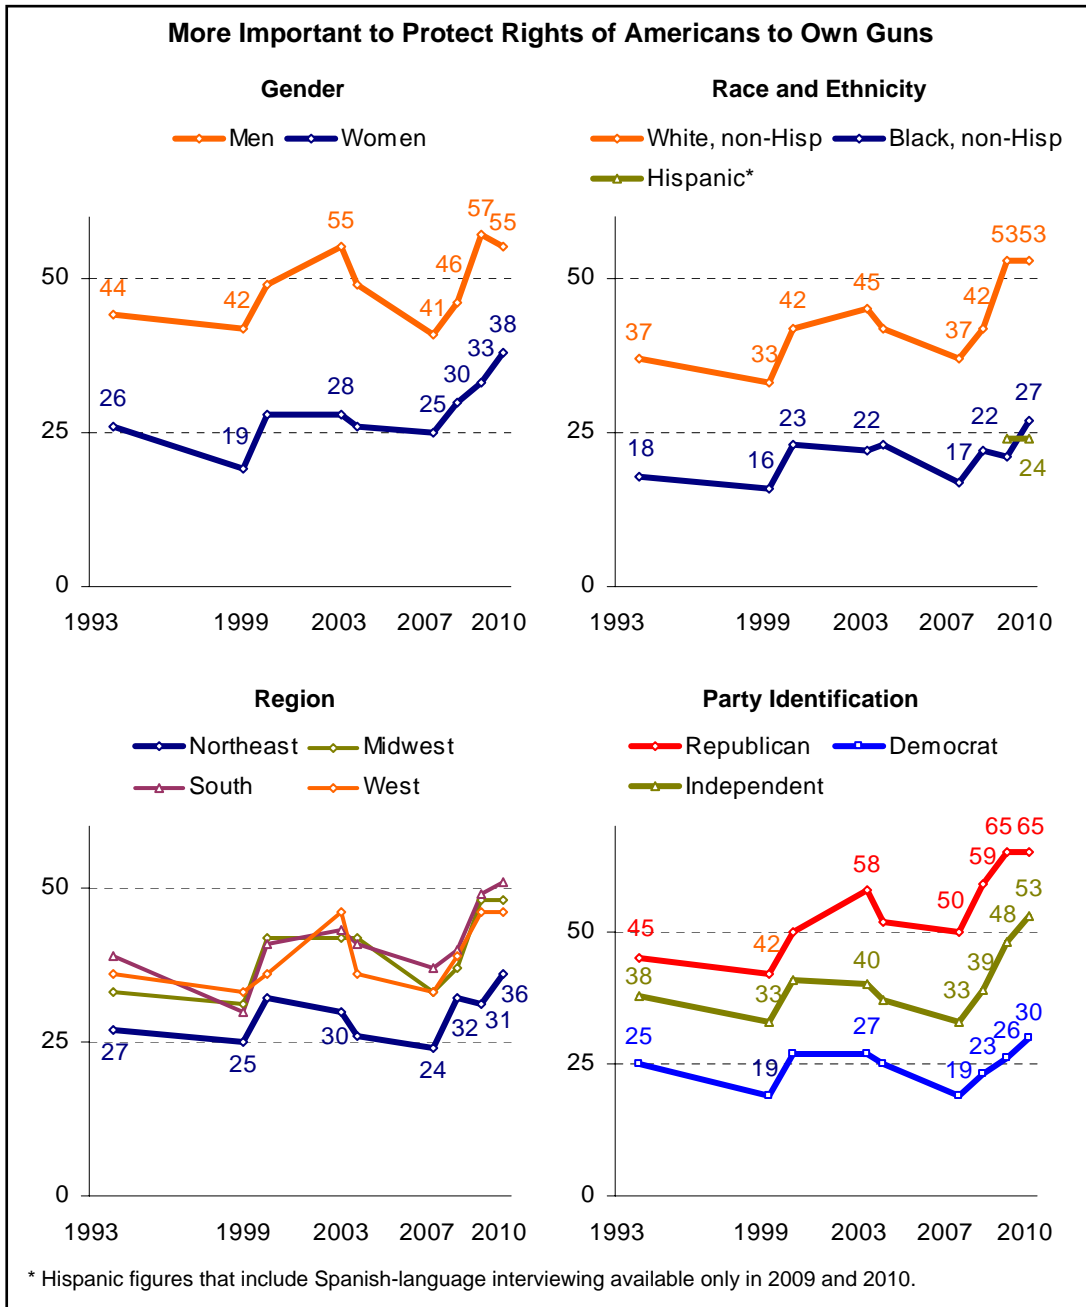 More Important to Protect Rights of Americans to Own Guns
Gender
Men Women
44 42 55 41 46 57 55
26 19 28 25 30 33 38
50
25
0
1993 1999 2003 2007 2010
Race and Ethnicity
White, non-Hisp Black, non-Hisp
Hispanic*
37 33 42 45 37 42 53 53
18 16 23 22 17 22 27
24
50
25
0
1993 1999 2003 2007 2010
Region
Northeast Midwest
South West
27 25 30 24 32 31 36
50
25
0
1993 1999 2003 2007 2010
Party Identification
Republican Democrat
Independent
45 42 58 50 59 65 65
38 33 40 33 39 48 53
25 19 27 19 23 26 30
50
25
0
1993 1999 2003 2007 2010
* Hispanic figures that include Spanish-language interviewing available only in 2009 and 2010.